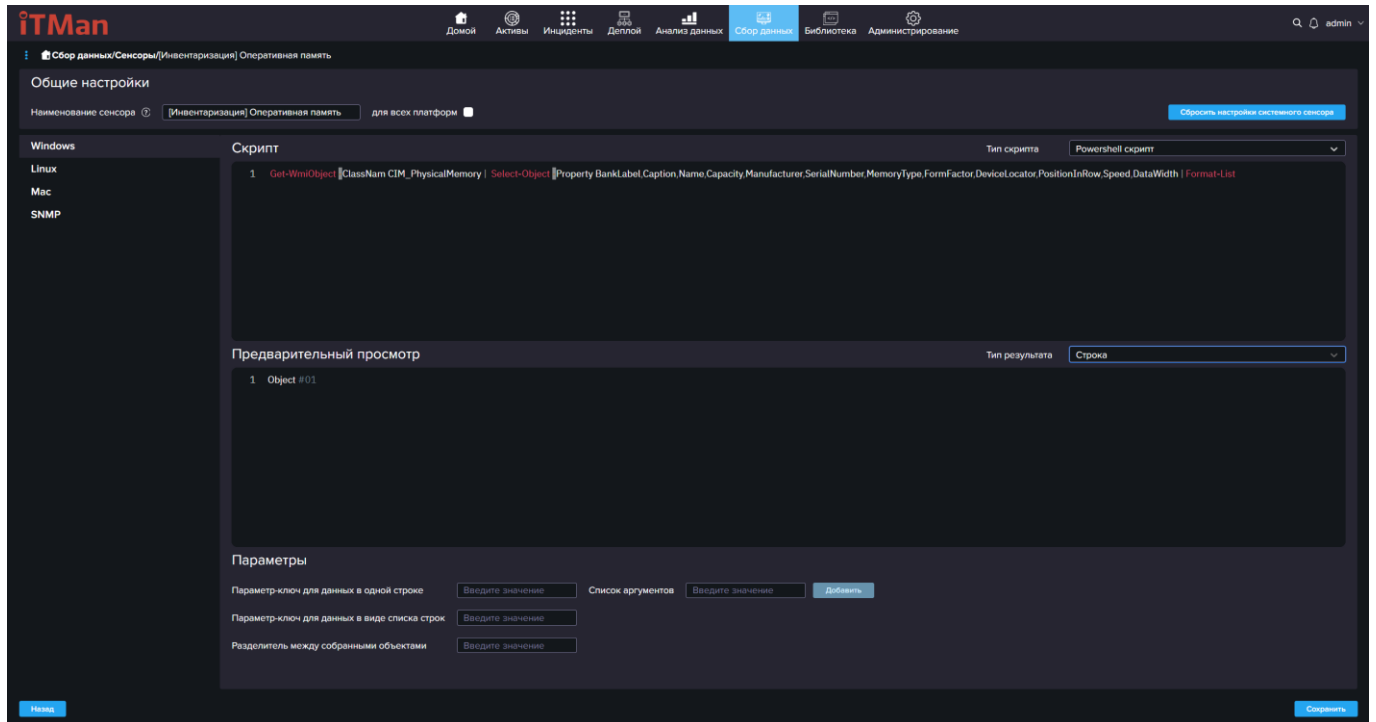 iTMan
Домой Активы Инциденты Деплой Анализ данных Сбор данных Библиотека Администрирование admin
Сбор данных/Сенсоры/[Инвентаризация] Оперативная память
Общие настройки
Наименование сенсора [Инвентаризация] Оперативная память для всех платформ Сбросить настройки системного сенсора
Windows
Linux
Mac
SNMP
Скрипт Тип скрипта Powershell скрипт
1 Get-WmiObject ClassNam CIM_PhysicalMemory | Select-Object Property BankLabel,Caption,Name,Capacity,Manufacturer,SerialNumber,MemoryType,FormFactor,DeviceLocator,PositionInRow,Speed,DataWidth | Format-List
Предварительный просмотр Тип результата Строка
1 Object #01
Параметры
Параметр-ключ для данных в одной строке Введите значение Список аргументов Введите значение Добавить
Параметр-ключ для данных в виде списка строк Введите значение
Разделитель между собранными объектами Введите значение
Назад Сохранить